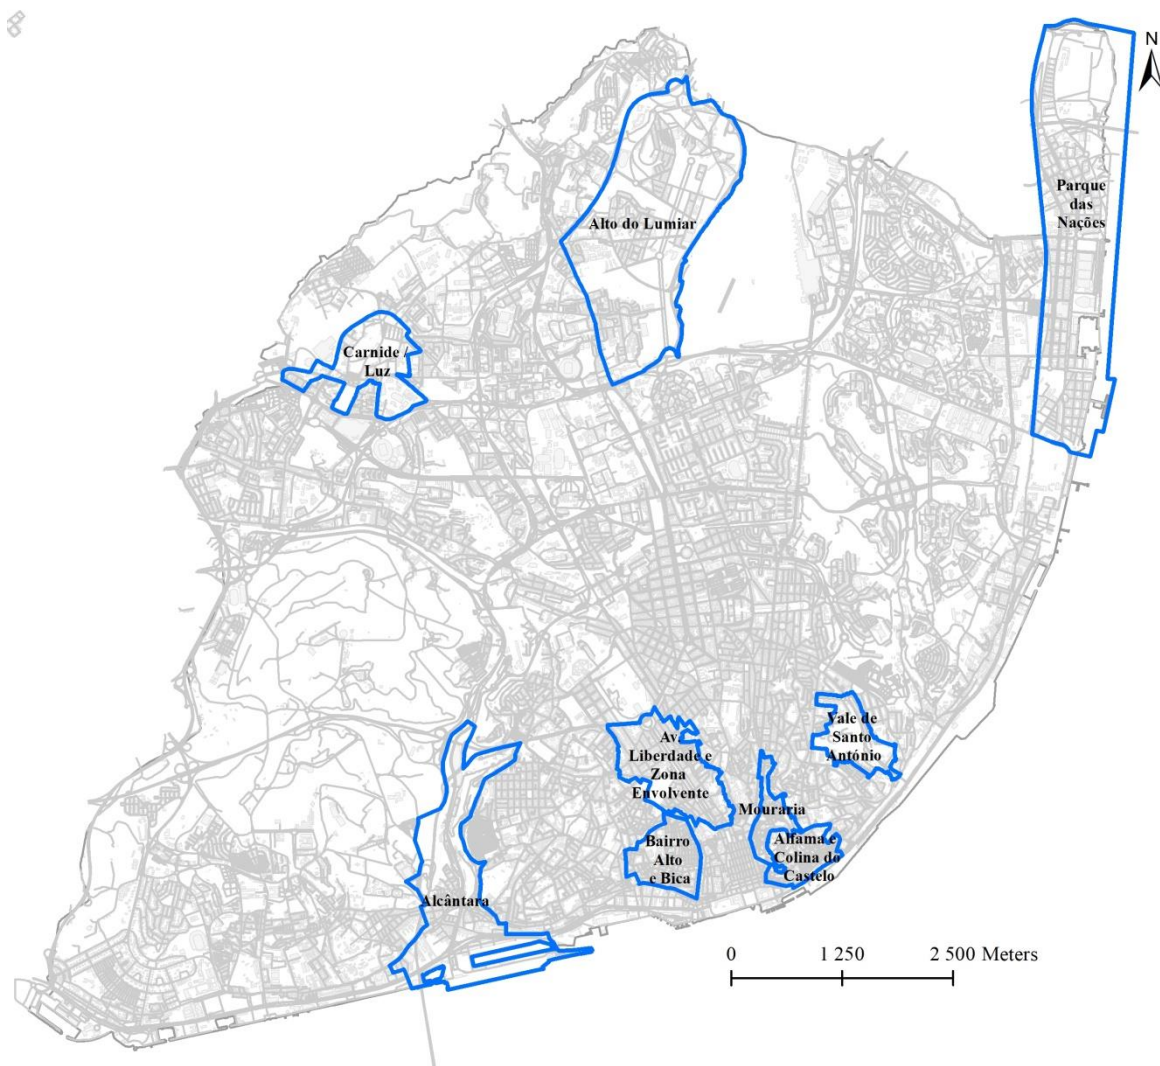 N
Parque
das
Nações
Alto do Lumiar
Carnide /
Luz
Vale de
Santo
António
Av.
Liberdade e
Zona
Envolvente
Mouraria
Bairro
Alto
e Bica
Alfama e
Colina do
Castelo
Alcântara
0 1 250 2 500 Meters